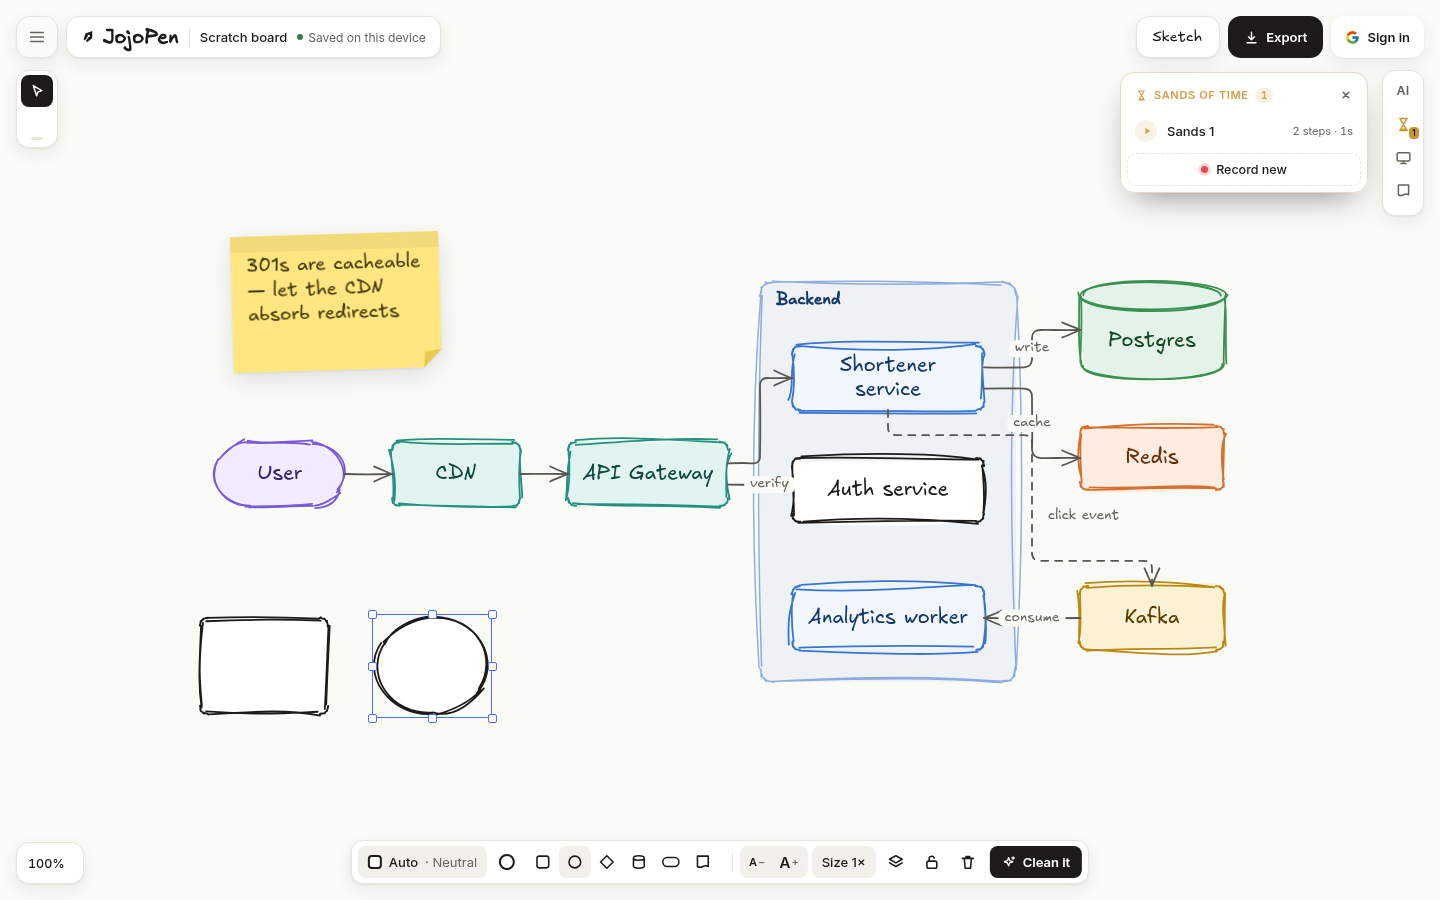 JojoPen
Scratch board
Saved on this device
Sketch
Export
Sign in
SANDS OF TIME 1
Sands 1
2 steps · 1s
Record new
AI
1
301s are cacheable
— let the CDN
absorb redirects
Backend
Shortener
service
write
Postgres
cache
User
CDN
API Gateway
verify
Auth service
Redis
click event
Analytics worker
consume
Kafka
100%
Auto · Neutral
A−
A+
Size 1×
Clean it